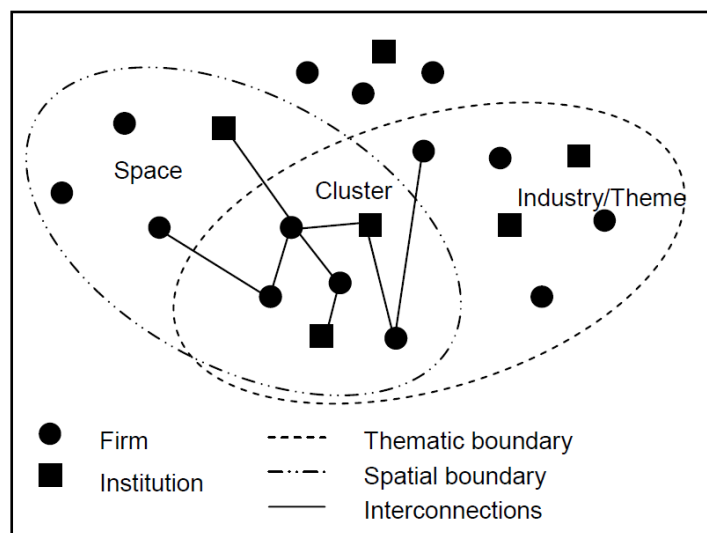 Space
Cluster
Industry/Theme
Firm
Institution
Thematic boundary
Spatial boundary
Interconnections